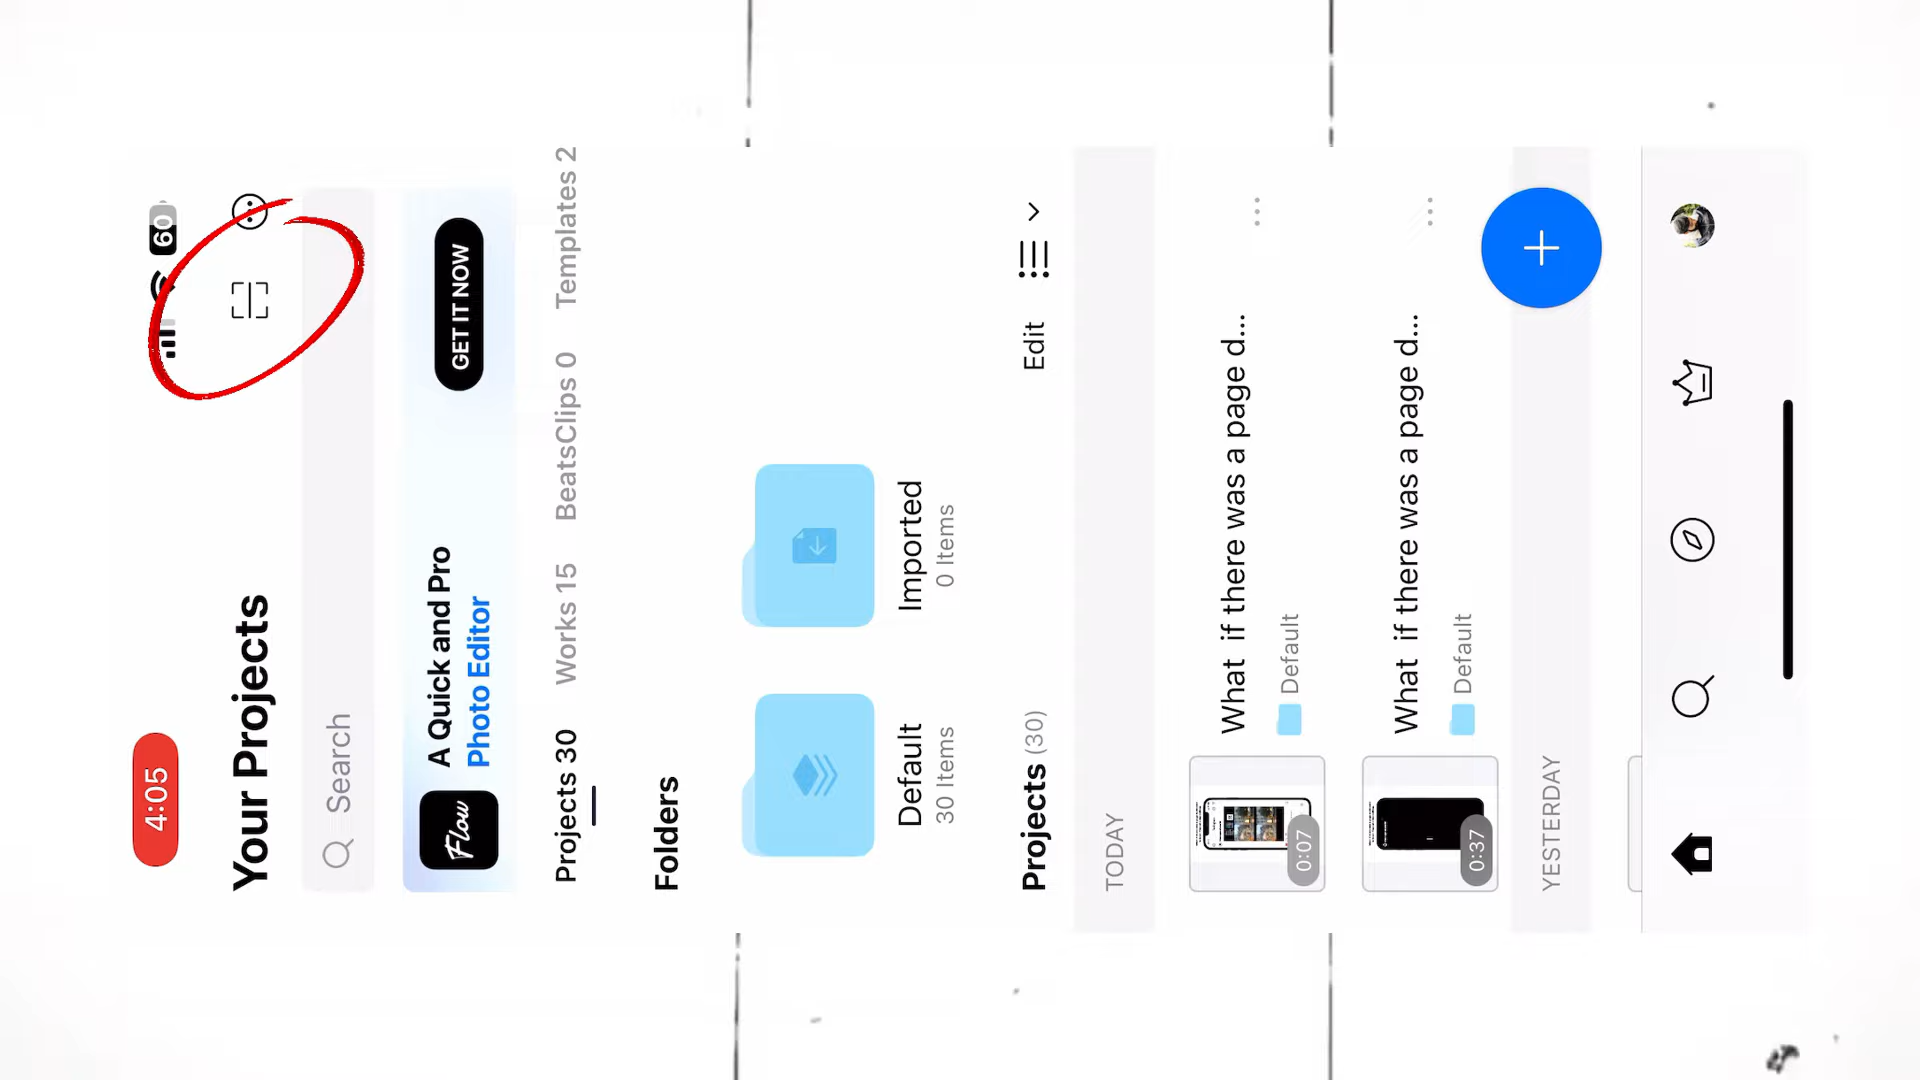 4:05
60
Your Projects
Search
Flow
A Quick and Pro
Photo Editor
GET IT NOW
Projects 30
Works 15
BeatsClips 0
Templates 2
Folders
Default
30 Items
Imported
0 Items
Projects (30)
Edit
TODAY
What if there was a page d...
Default
0:07
What if there was a page d...
Default
0:37
YESTERDAY